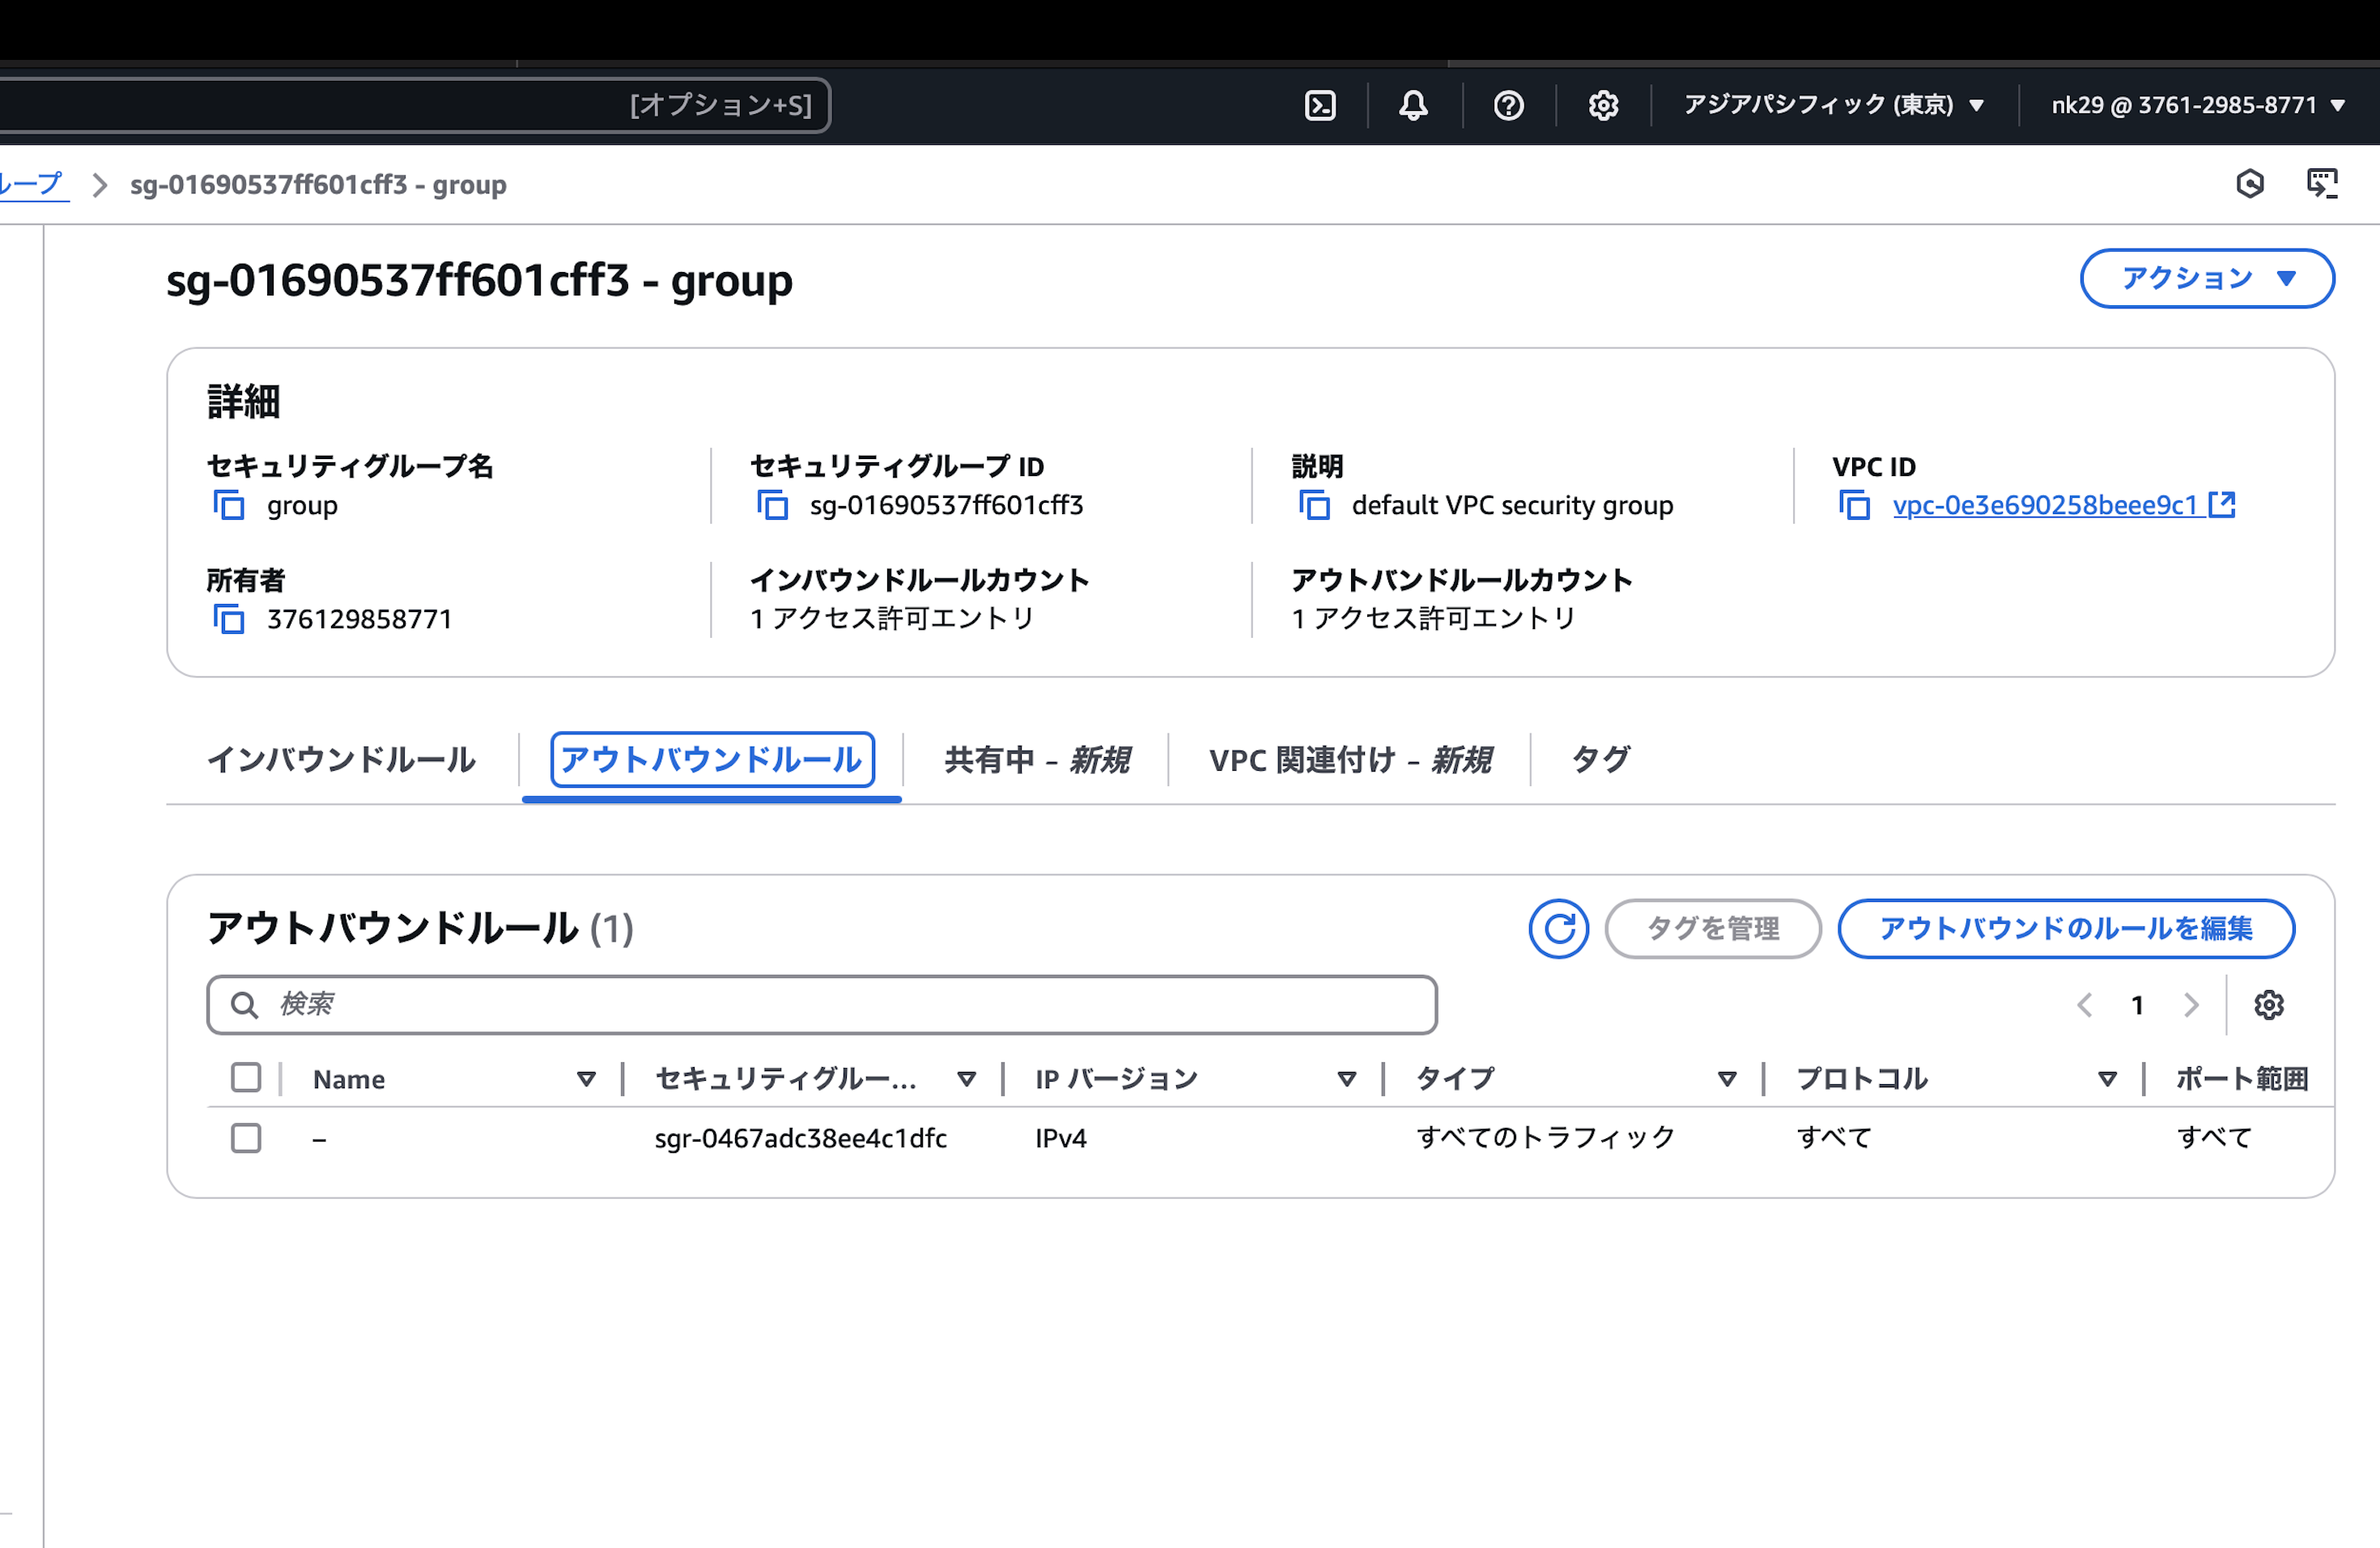 [オプション+S]
アジアパシフィック (東京)
nk29 @ 3761-2985-8771
ループ
sg-01690537ff601cff3 - group
sg-01690537ff601cff3 - group
アクション
詳細
セキュリティグループ名
group
セキュリティグループ ID
sg-01690537ff601cff3
説明
default VPC security group
VPC ID
vpc-0e3e690258beee9c1
所有者
376129858771
インバウンドルールカウント
1 アクセス許可エントリ
アウトバンドルールカウント
1 アクセス許可エントリ
インバウンドルール
アウトバウンドルール
共有中 – 新規
VPC 関連付け – 新規
タグ
アウトバウンドルール (1)
タグを管理
アウトバウンドのルールを編集
検索
1
Name
セキュリティグルー...
IP バージョン
タイプ
プロトコル
ポート範囲
–
sgr-0467adc38ee4c1dfc
IPv4
すべてのトラフィック
すべて
すべて